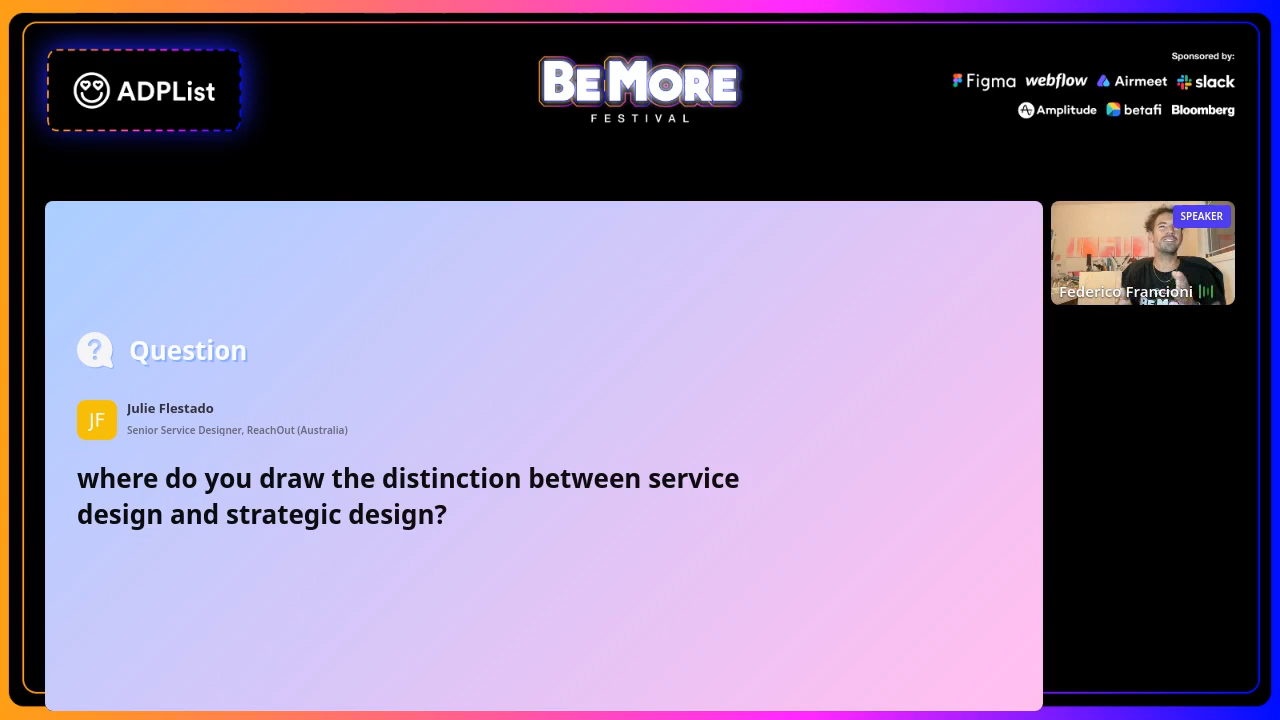 ADPList
BE MORE
FESTIVAL
Sponsored by:
Figma webflow Airmeet slack
Amplitude betafi Bloomberg
SPEAKER
Federico Francioni
Question
JF
Julie Flestado
Senior Service Designer, ReachOut (Australia)
where do you draw the distinction between service
design and strategic design?